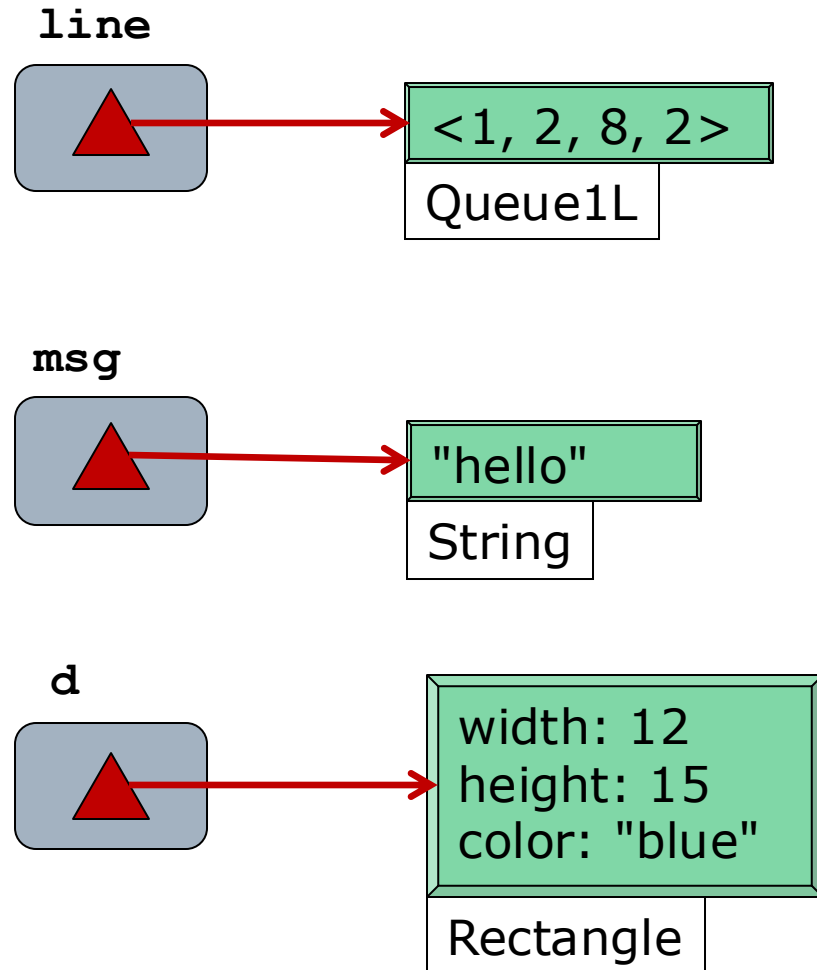 line
<1, 2, 8, 2>
Queue1L
msg
"hello"
String
d
width: 12
height: 15
color: "blue"
Rectangle